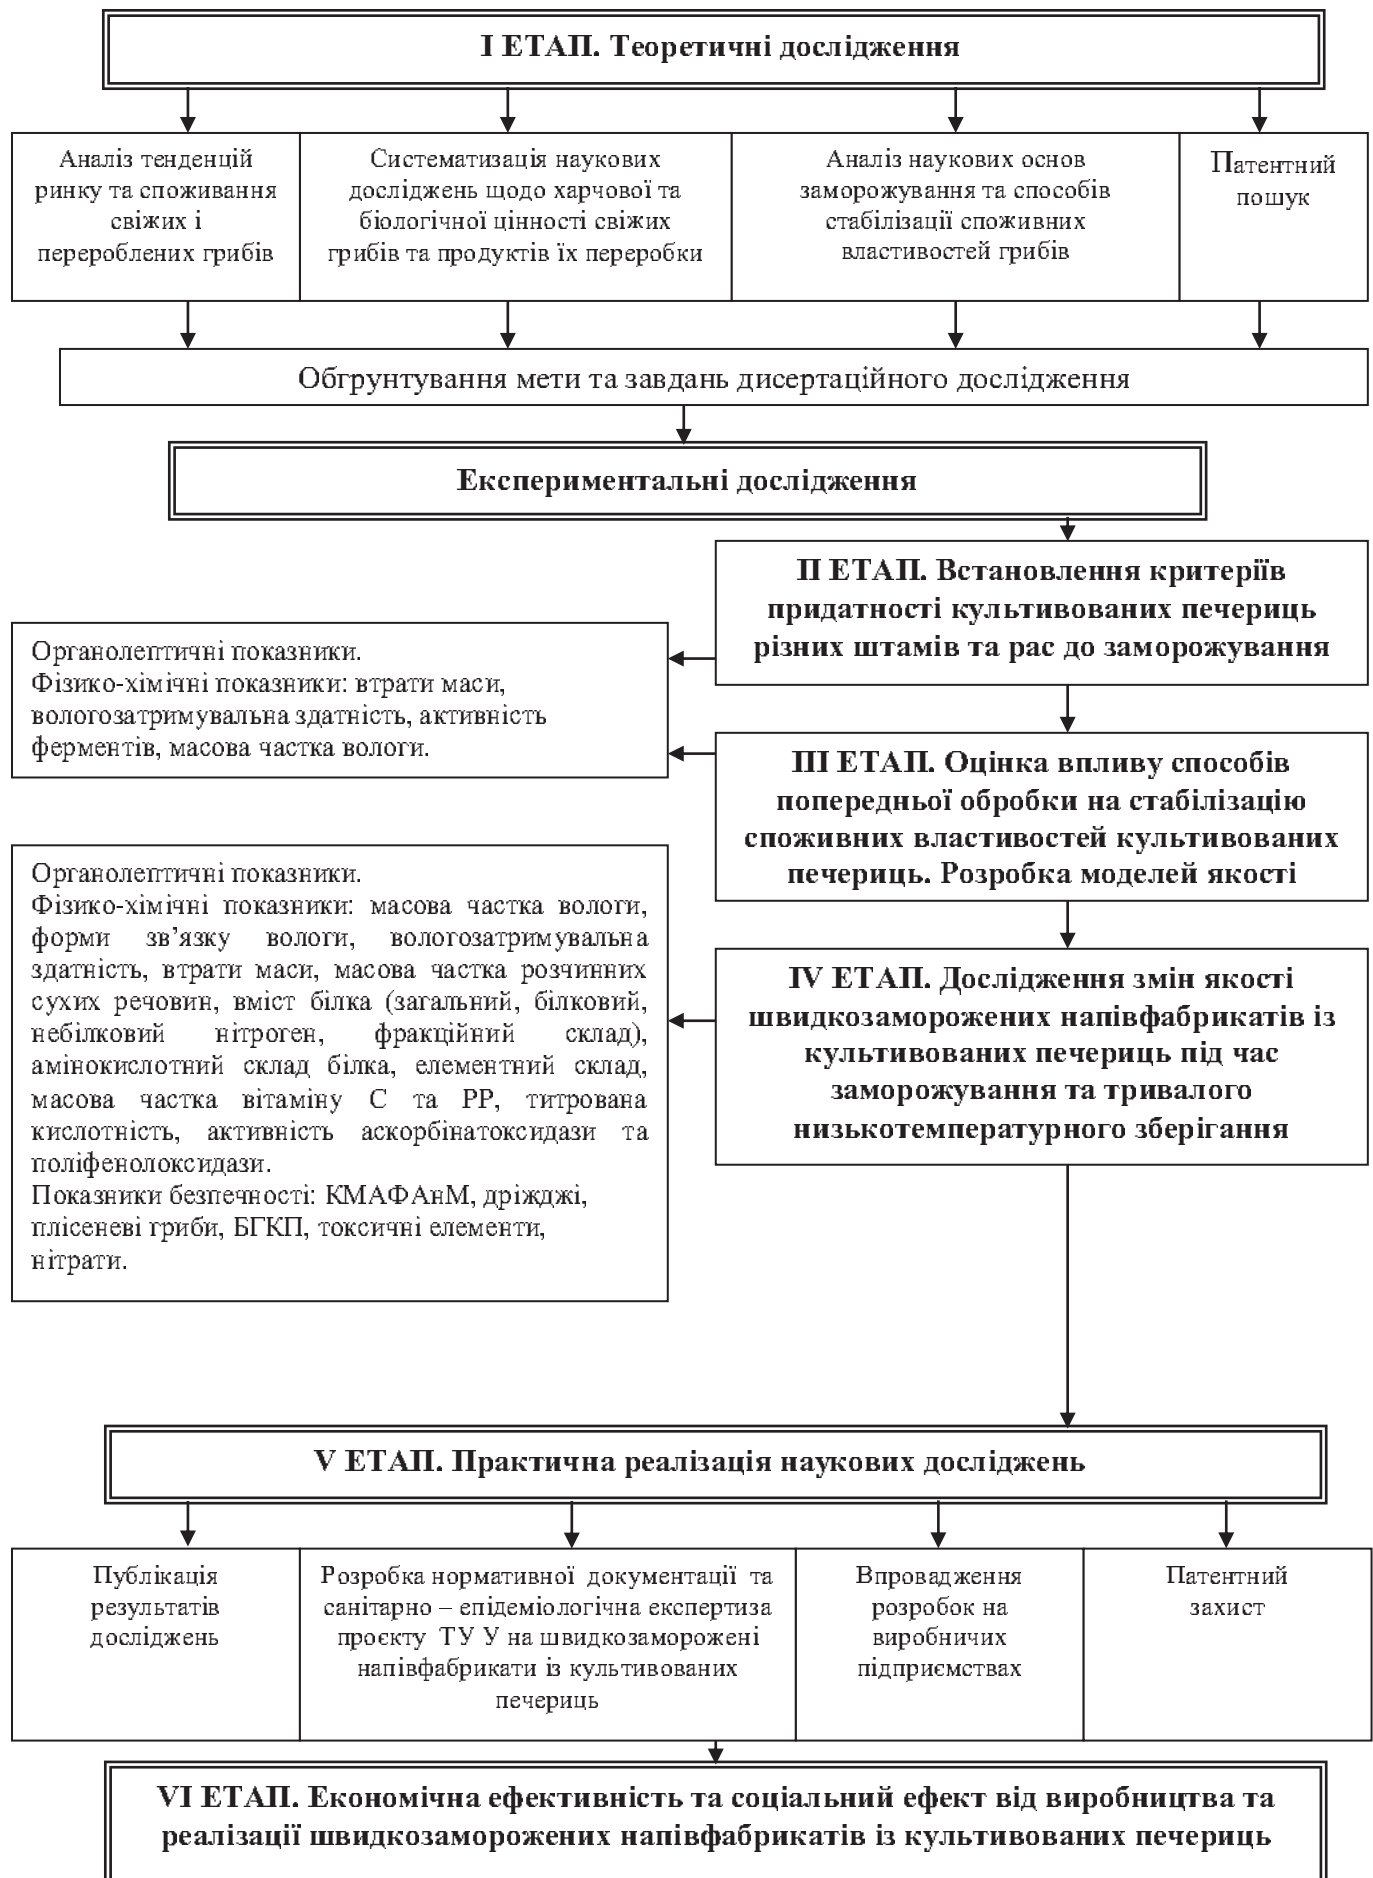 І ЕТАП. Теоретичні дослідження
Аналіз тенденцій
ринку та споживання
свіжих і
перероблених грибів
Систематизація наукових
досліджень щодо харчової та
біологічної цінності свіжих
грибів та продуктів їх переробки
Аналіз наукових основ
заморожування та способів
стабілізації споживних
властивостей грибів
Патентний
пошук
Обгрунтування мети та завдань дисертаційного дослідження
Експериментальні дослідження
ІІ ЕТАП. Встановлення критеріїв
придатності культивованих печериць
різних штамів та рас до заморожування
Органолептичні показники.
Фізико-хімічні показники: втрати маси,
вологозатримувальна здатність, активність
ферментів, масова частка вологи.
ІІІ ЕТАП. Оцінка впливу способів
попередньої обробки на стабілізацію
споживних властивостей культивованих
печериць. Розробка моделей якості
Органолептичні показники.
Фізико-хімічні показники: масова частка вологи,
форми зв’язку вологи, вологозатримувальна
здатність, втрати маси, масова частка розчинних
сухих речовин, вміст білка (загальний, білковий,
небілковий нітроген, фракційний склад),
амінокислотний склад білка, елементний склад,
масова частка вітаміну С та РР, титрована
кислотність, активність аскорбінатоксидази та
поліфенолоксидази.
Показники безпечності: КМАФАнМ, дріжджі,
плісеневі гриби, БГКП, токсичні елементи,
нітрати.
IV ЕТАП. Дослідження змін якості
швидкозаморожених напівфабрикатів із
культивованих печериць під час
заморожування та тривалого
низькотемпературного зберігання
V ЕТАП. Практична реалізація наукових досліджень
Публікація
результатів
досліджень
Розробка нормативної документації та
санітарно – епідеміологічна експертиза
проєкту ТУ У на швидкозаморожені
напівфабрикати із культивованих
печериць
Впровадження
розробок на
виробничих
підприємствах
Патентний
захист
VI ЕТАП. Економічна ефективність та соціальний ефект від виробництва та
реалізації швидкозаморожених напівфабрикатів із культивованих печериць